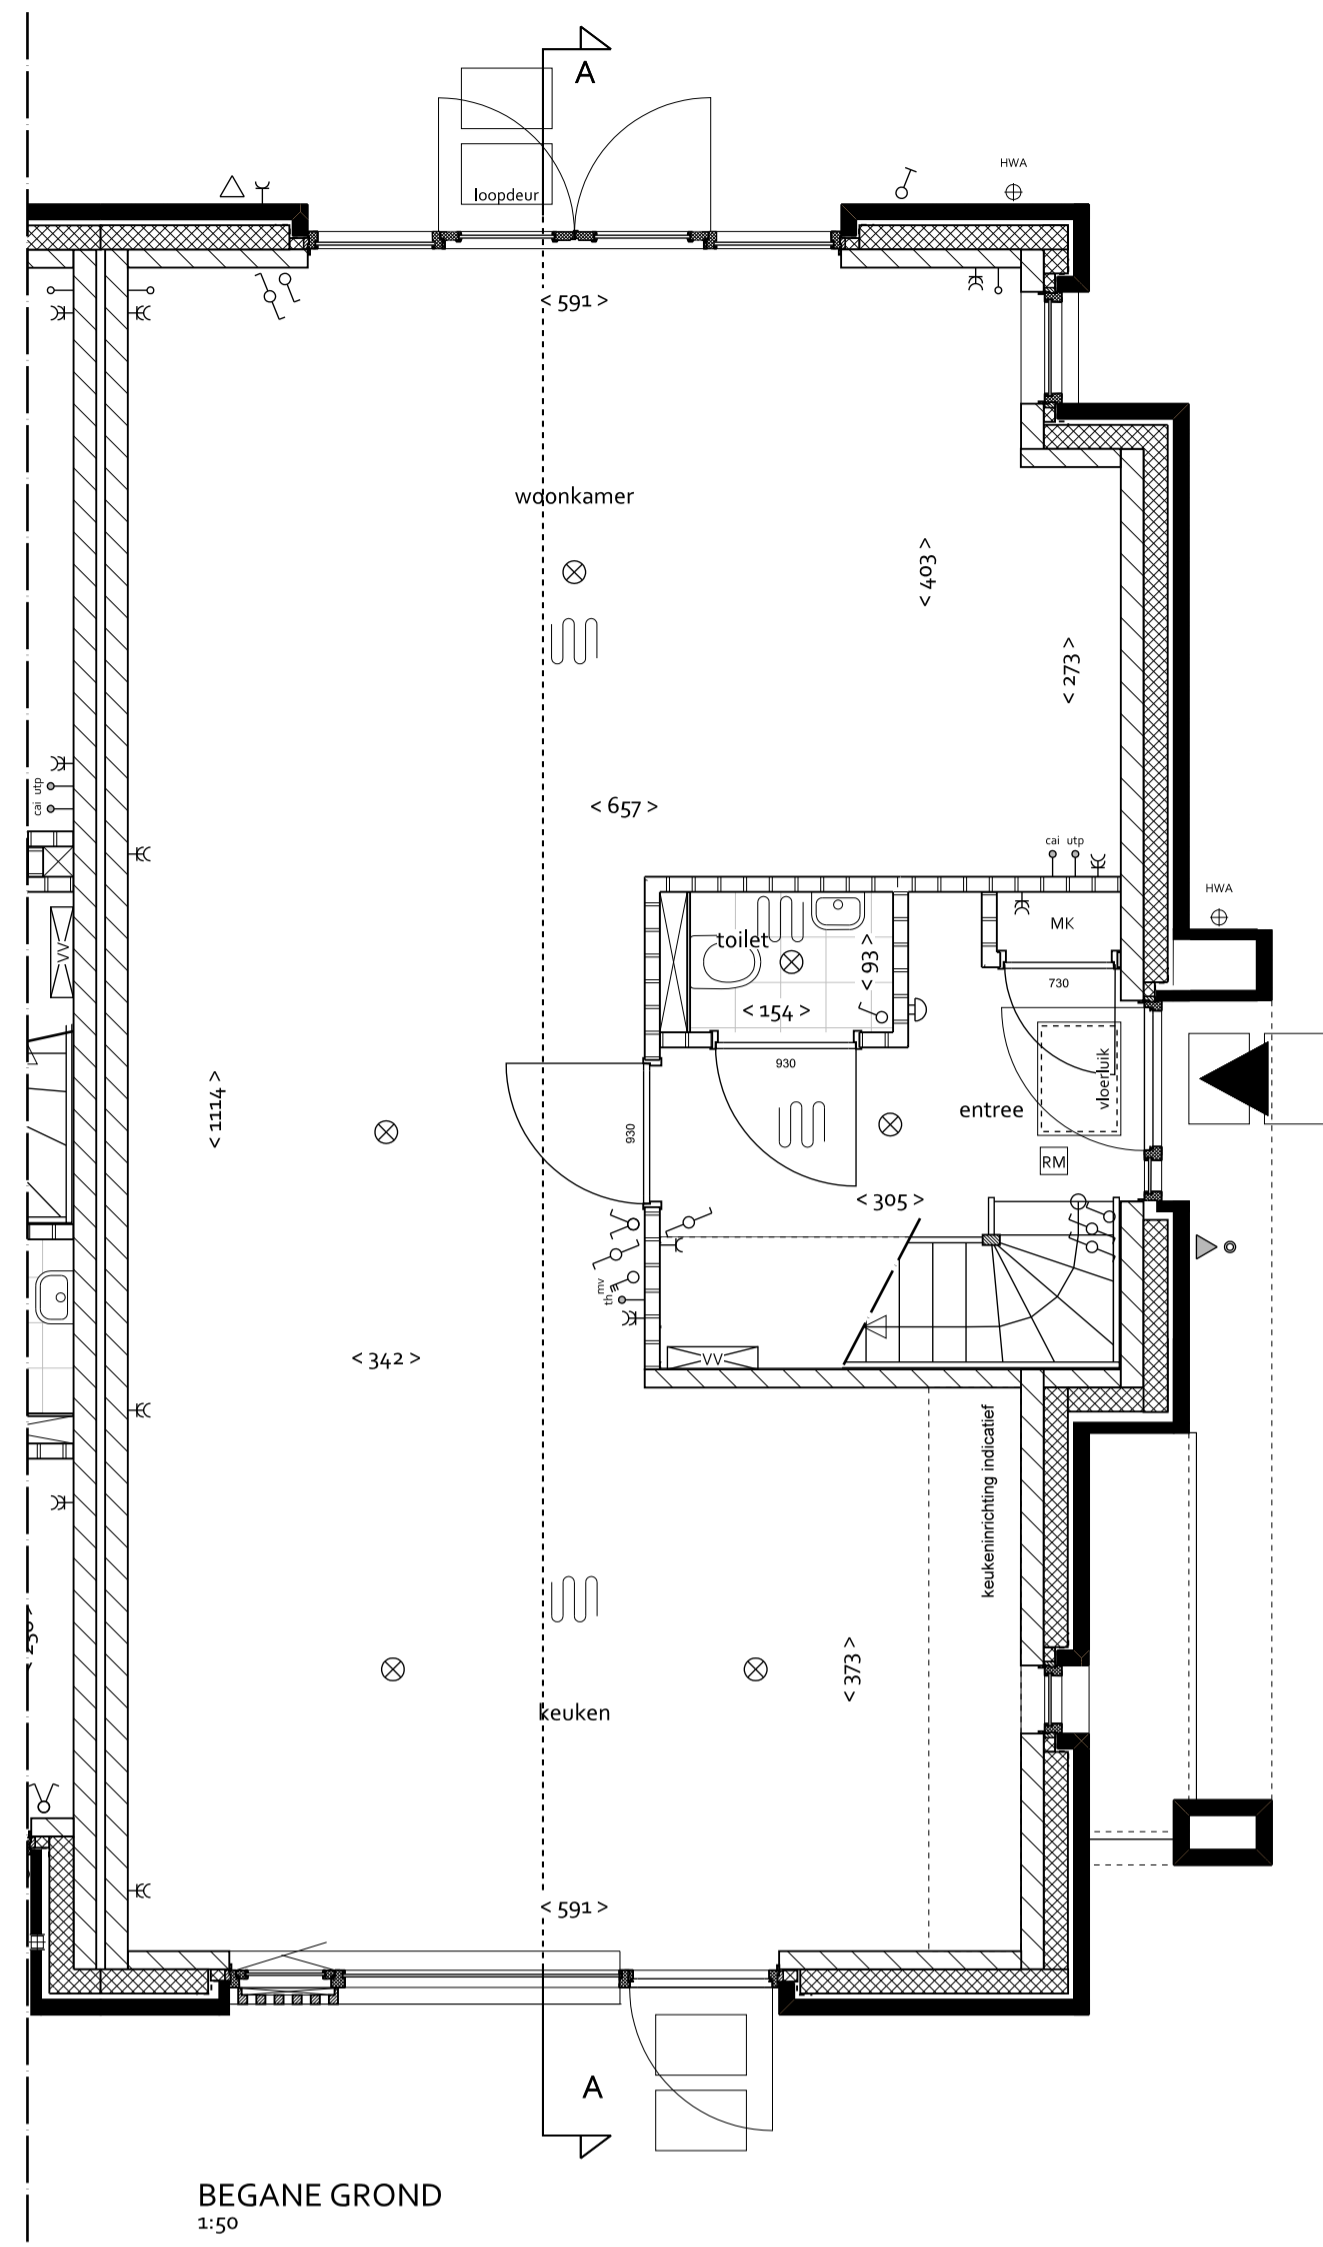 A
loopdeur
HWA
< 591 >
woonkamer
< 403 >
< 273 >
cai utp
< 657 >
cai utp
HWA
MK
VV
toilet
< 93 >
730
< 154 >
930
vloerluik
entree
< 1114 >
930
RM
< 305 >
mv
th
VV
< 342 >
keukeninrichting indicatief
< 373 >
keuken
< 591 >
A
BEGANE GROND
1:50